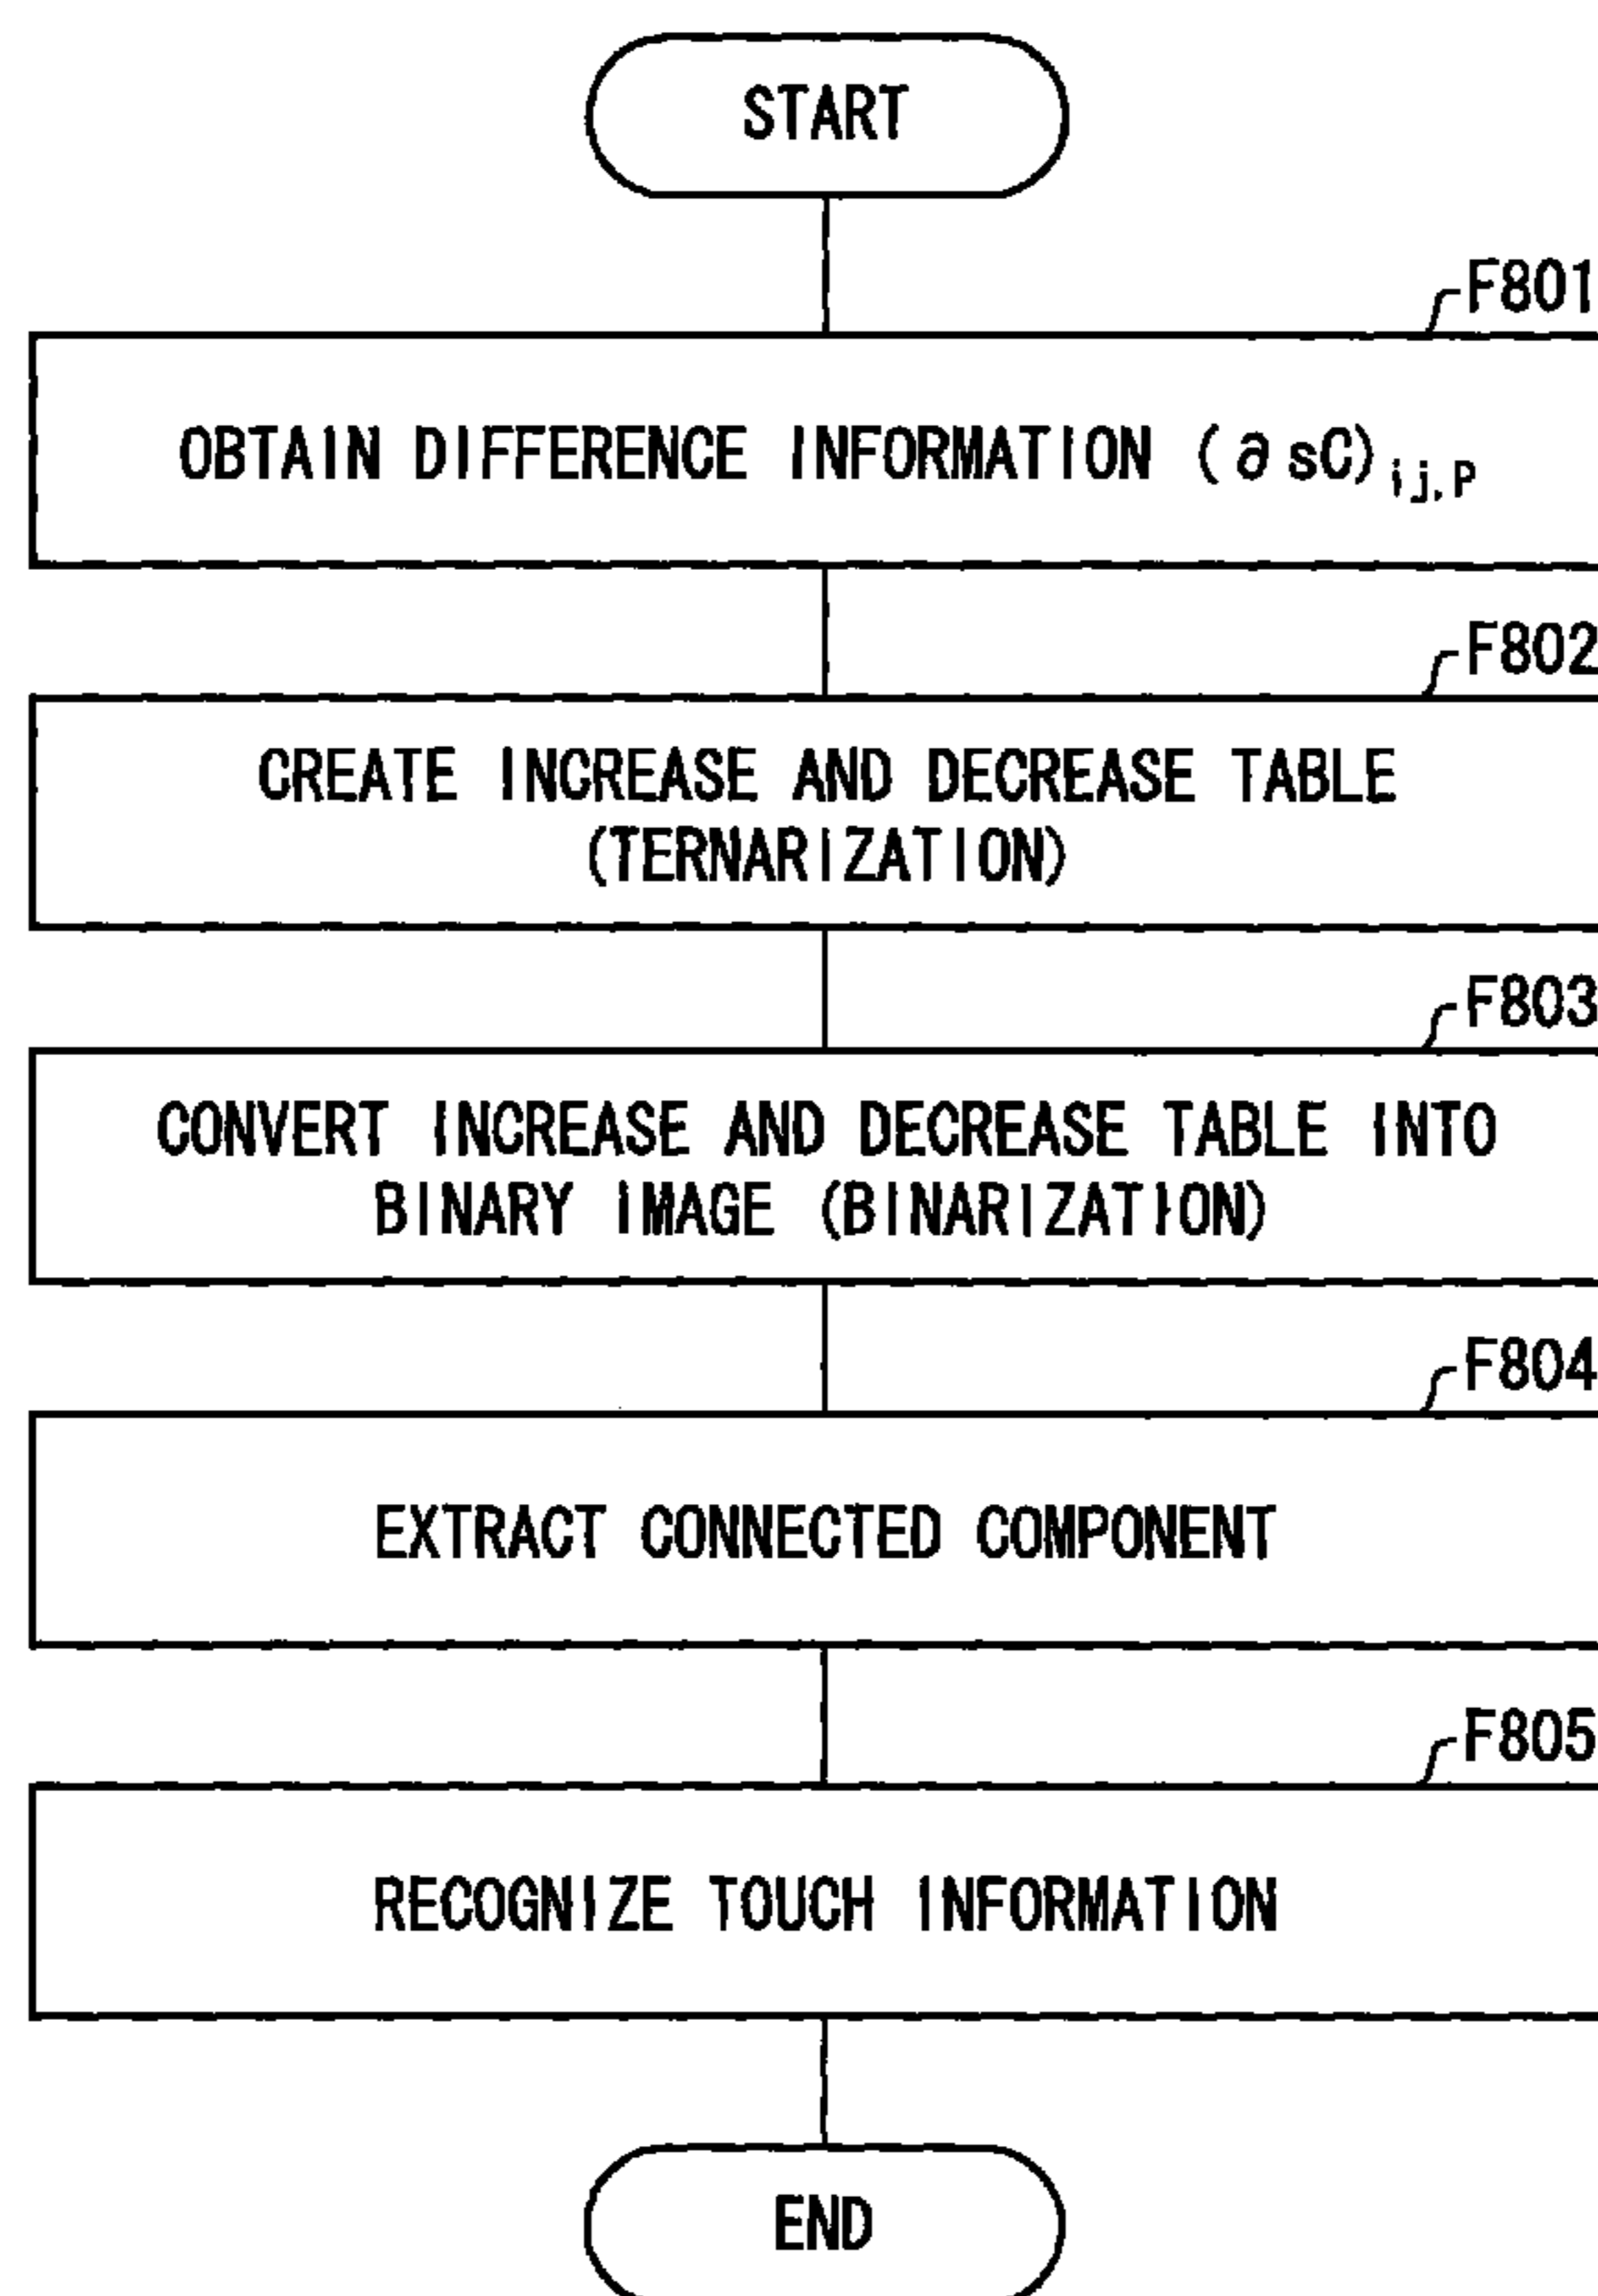 START
F801
OBTAIN DIFFERENCE INFORMATION (∂sC)ij,P
F802
CREATE INCREASE AND DECREASE TABLE
(TERNARIZATION)
F803
CONVERT INCREASE AND DECREASE TABLE INTO
BINARY IMAGE (BINARIZATION)
F804
EXTRACT CONNECTED COMPONENT
F805
RECOGNIZE TOUCH INFORMATION
END